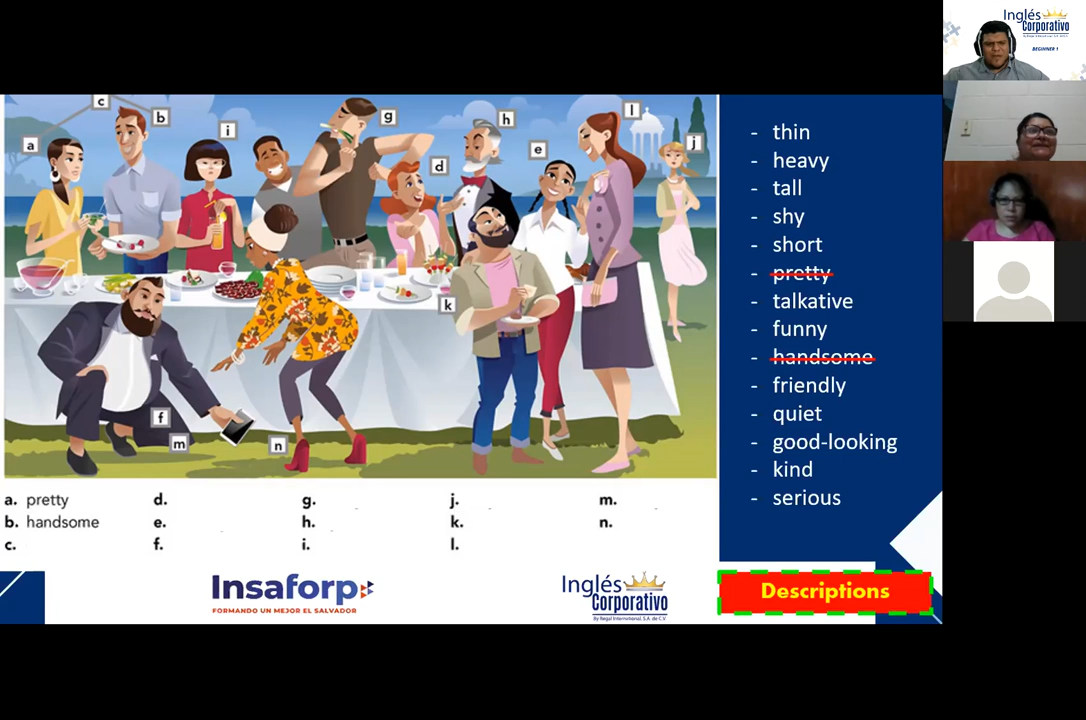 Inglés
Corporativo
BEGINNER 1
c
a
b
i
g
d
h
e
l
j
k
f
m
n
- thin
- heavy
- tall
- shy
- short
- pretty
- talkative
- funny
- handsome
- friendly
- quiet
- good-looking
- kind
- serious
a. pretty
b. handsome
c.
d.
e.
f.
g.
h.
i.
j.
k.
l.
m.
n.
Insaforp
FORMANDO UN MEJOR EL SALVADOR
Inglés
Corporativo
Descriptions